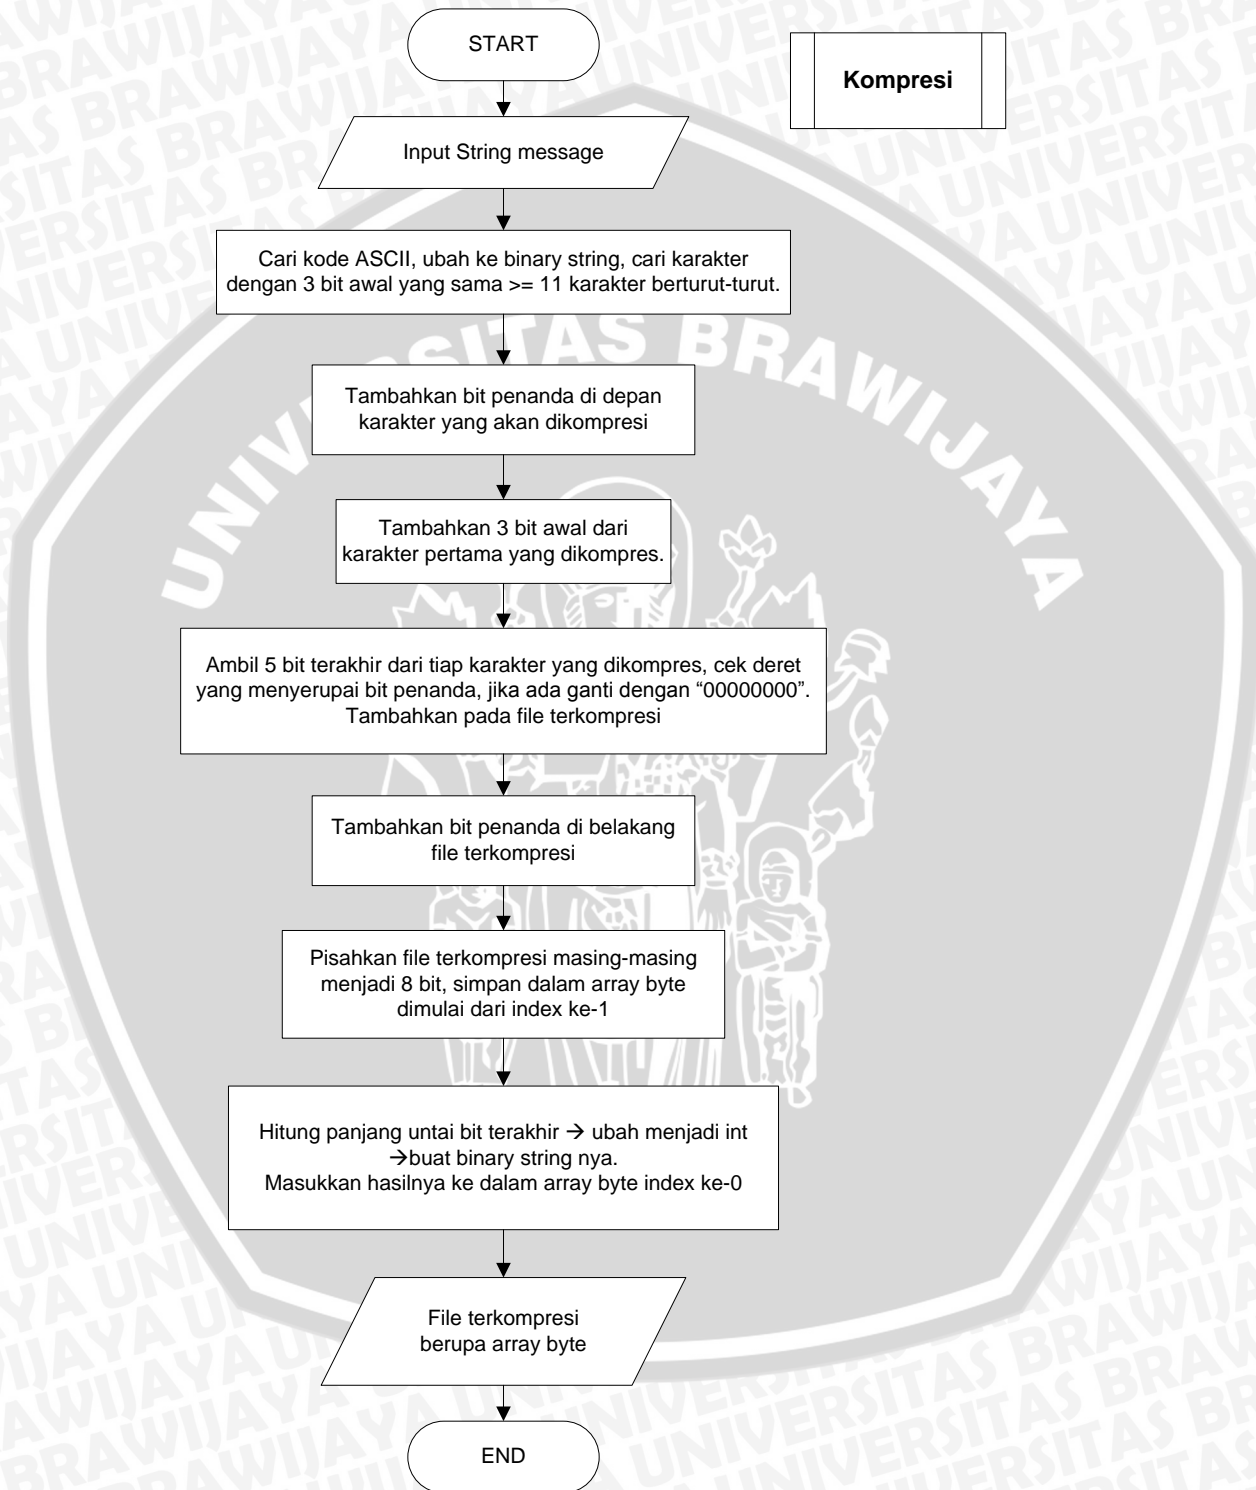 START
Kompresi
Input String message
Cari kode ASCII, ubah ke binary string, cari karakter
dengan 3 bit awal yang sama >= 11 karakter berturut-turut.
Tambahkan bit penanda di depan
karakter yang akan dikompresi
Tambahkan 3 bit awal dari
karakter pertama yang dikompres.
Ambil 5 bit terakhir dari tiap karakter yang dikompres, cek deret
yang menyerupai bit penanda, jika ada ganti dengan “00000000”.
Tambahkan pada file terkompresi
Tambahkan bit penanda di belakang
file terkompresi
Pisahkan file terkompresi masing-masing
menjadi 8 bit, simpan dalam array byte
dimulai dari index ke-1
Hitung panjang untai bit terakhir → ubah menjadi int
→buat binary string nya.
Masukkan hasilnya ke dalam array byte index ke-0
File terkompresi
berupa array byte
END
UNIVERSITAS BRAWIJAYA